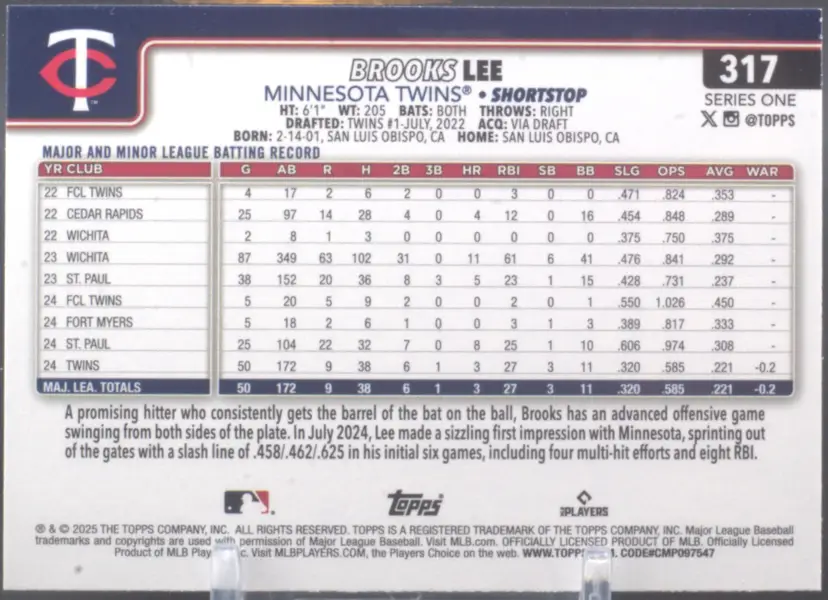 TC
™
BROOKS LEE
317
MINNESOTA TWINS® • SHORTSTOP
SERIES ONE
HT: 6'1" WT: 205 BATS: BOTH THROWS: RIGHT
@TOPPS
DRAFTED: TWINS #1-JULY, 2022 ACQ: VIA DRAFT
BORN: 2-14-01, SAN LUIS OBISPO, CA HOME: SAN LUIS OBISPO, CA
MAJOR AND MINOR LEAGUE BATTING RECORD
YR CLUB G AB R H 2B 3B HR RBI SB BB SLG OPS AVG WAR
22 FCL TWINS 4 17 2 6 2 0 0 3 0 0 .471 .824 .353 -
22 CEDAR RAPIDS 25 97 14 28 4 0 4 12 0 16 .454 .848 .289 -
22 WICHITA 2 8 1 3 0 0 0 0 0 0 .375 .750 .375 -
23 WICHITA 87 349 63 102 31 0 11 61 6 41 .476 .841 .292 -
23 ST. PAUL 38 152 20 36 8 3 5 23 1 15 .428 .731 .237 -
24 FCL TWINS 5 20 5 9 2 0 0 2 0 1 .550 1.026 .450 -
24 FORT MYERS 5 18 2 6 1 0 0 3 1 3 .389 .817 .333 -
24 ST. PAUL 25 104 22 32 7 0 8 25 1 10 .606 .974 .308 -
24 TWINS 50 172 9 38 6 1 3 27 3 11 .320 .585 .221 -0.2
MAJ. LEA. TOTALS 50 172 9 38 6 1 3 27 3 11 .320 .585 .221 -0.2
A promising hitter who consistently gets the barrel of the bat on the ball, Brooks has an advanced offensive game
swinging from both sides of the plate. In July 2024, Lee made a sizzling first impression with Minnesota, sprinting out
of the gates with a slash line of .458/.462/.625 in his initial six games, including four multi-hit efforts and eight RBI.
topps®
PLAYERS
® & © 2025 THE TOPPS COMPANY, INC. ALL RIGHTS RESERVED. TOPPS IS A REGISTERED TRADEMARK OF THE TOPPS COMPANY, INC. Major League Baseball
trademarks and copyrights are used with permission of Major League Baseball. Visit MLB.com. OFFICIALLY LICENSED PRODUCT OF MLB. Officially Licensed
Product of MLB Visit MLBPLAYERS.COM, the Players Choice on the web. CODE#CMP097547